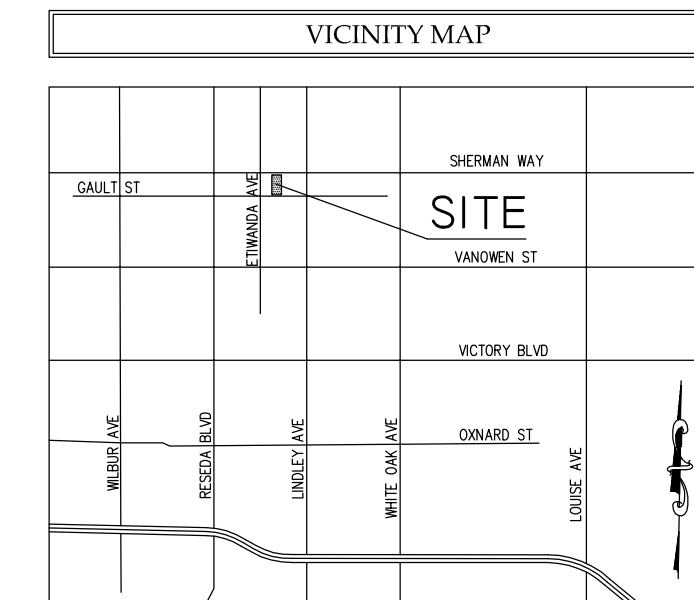 VICINITY MAP
SHERMAN WAY
GAULT ST
ETIWANDA AVE
SITE
VANOWEN ST
VICTORY BLVD
OXNARD ST
WILBUR AVE
RESEDA BLVD
LINDLEY AVE
WHITE OAK AVE
LOUISE AVE